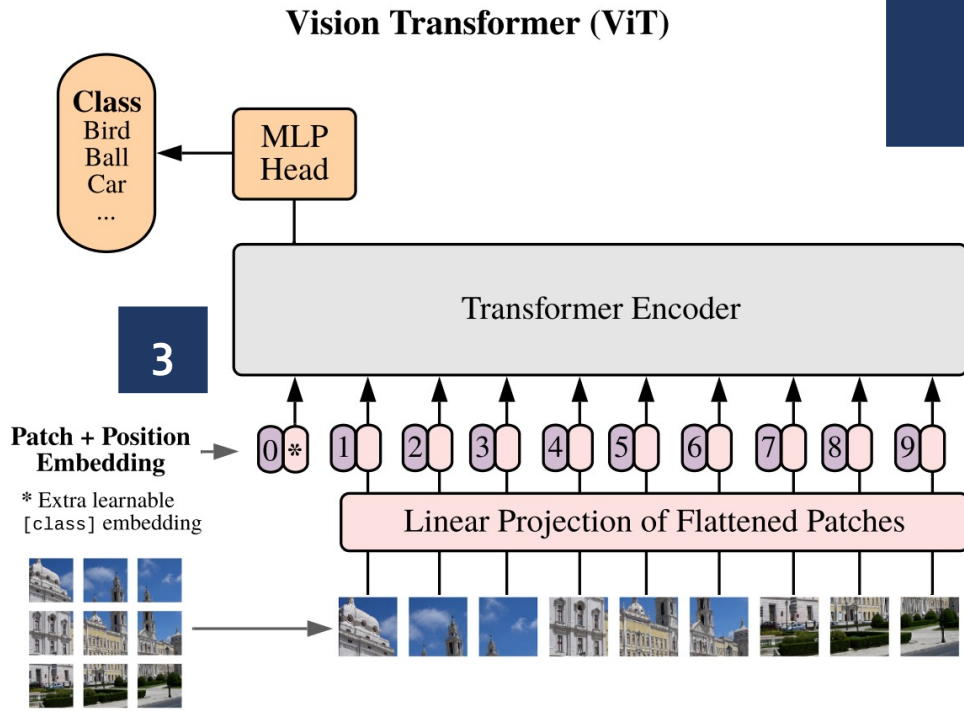 Vision Transformer (ViT)
Class
Bird
Ball
Car
...
MLP
Head
Transformer Encoder
3
Patch + Position
Embedding
0 * 1 2 3 4 5 6 7 8 9
* Extra learnable
[class] embedding
Linear Projection of Flattened Patches